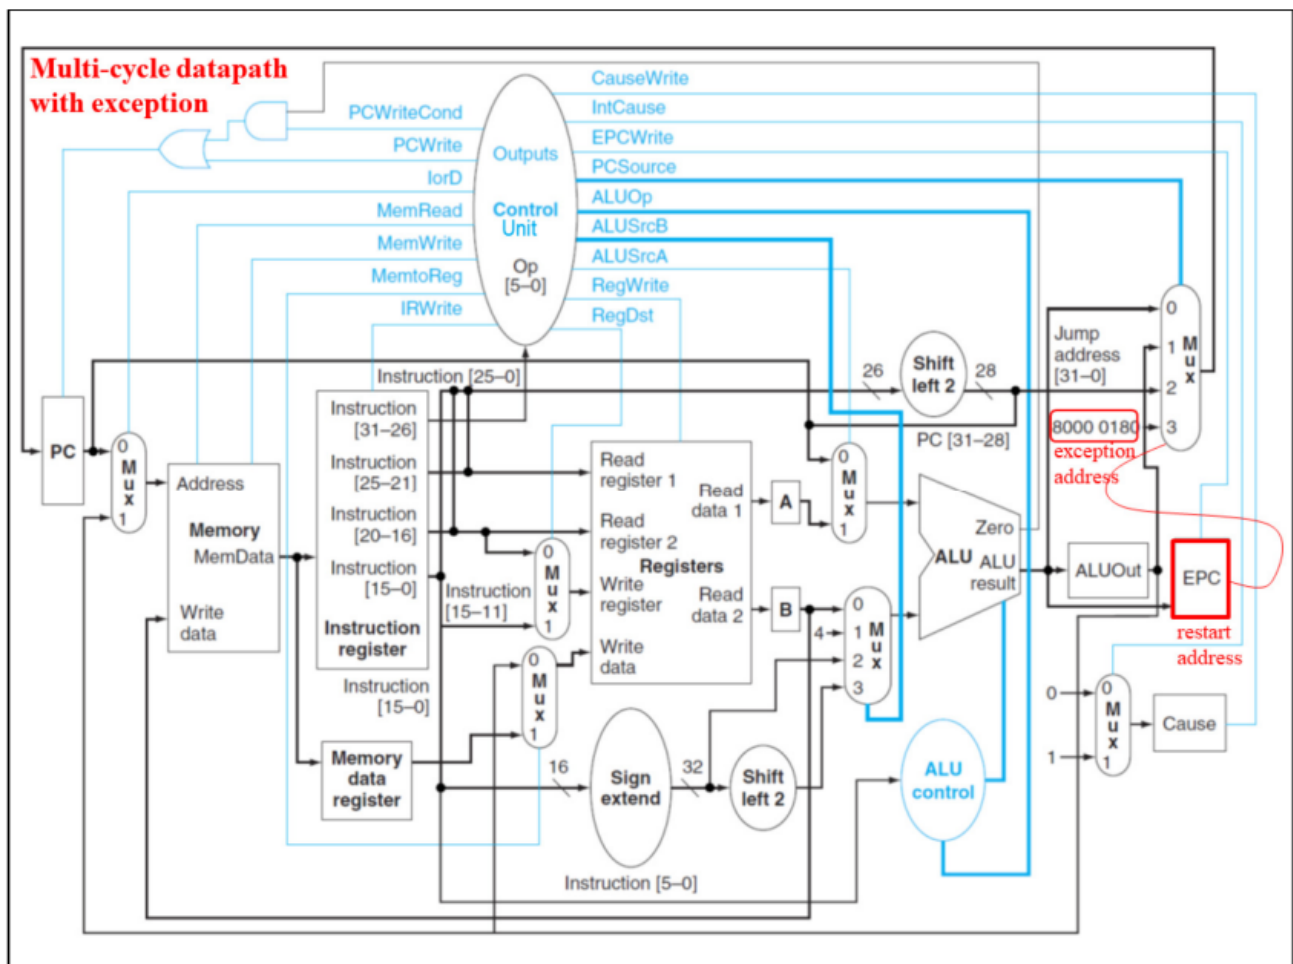 Multi-cycle datapath
with exception
PCWriteCond
PCWrite
IorD
MemRead
MemWrite
MemtoReg
IRWrite
Outputs
Control
Unit
Op
[5–0]
CauseWrite
IntCause
EPCWrite
PCSource
ALUOp
ALUSrcB
ALUSrcA
RegWrite
RegDst
Instruction [25–0]
26
Shift
left 2
28
Jump
address
[31–0]
PC [31–28]
0
1
2
3
M
u
x
8000 0180
exception
address
PC
0
M
u
x
1
Address
Memory
MemData
Write
data
Instruction
[31–26]
Instruction
[25–21]
Instruction
[20–16]
Instruction
[15–0]
Instruction
register
Instruction
[15–11]
Instruction
[15–0]
Memory
data
register
0
M
u
x
1
0
M
u
x
1
Read
register 1
Read
register 2
Registers
Write
register
Write
data
Read
data 1
Read
data 2
A
B
0
M
u
x
1
4
0
1
2
3
M
u
x
Zero
ALU
ALU
result
ALUOut
EPC
restart
address
0
1
0
M
u
x
1
Cause
16
Sign
extend
32
Shift
left 2
ALU
control
Instruction [5–0]